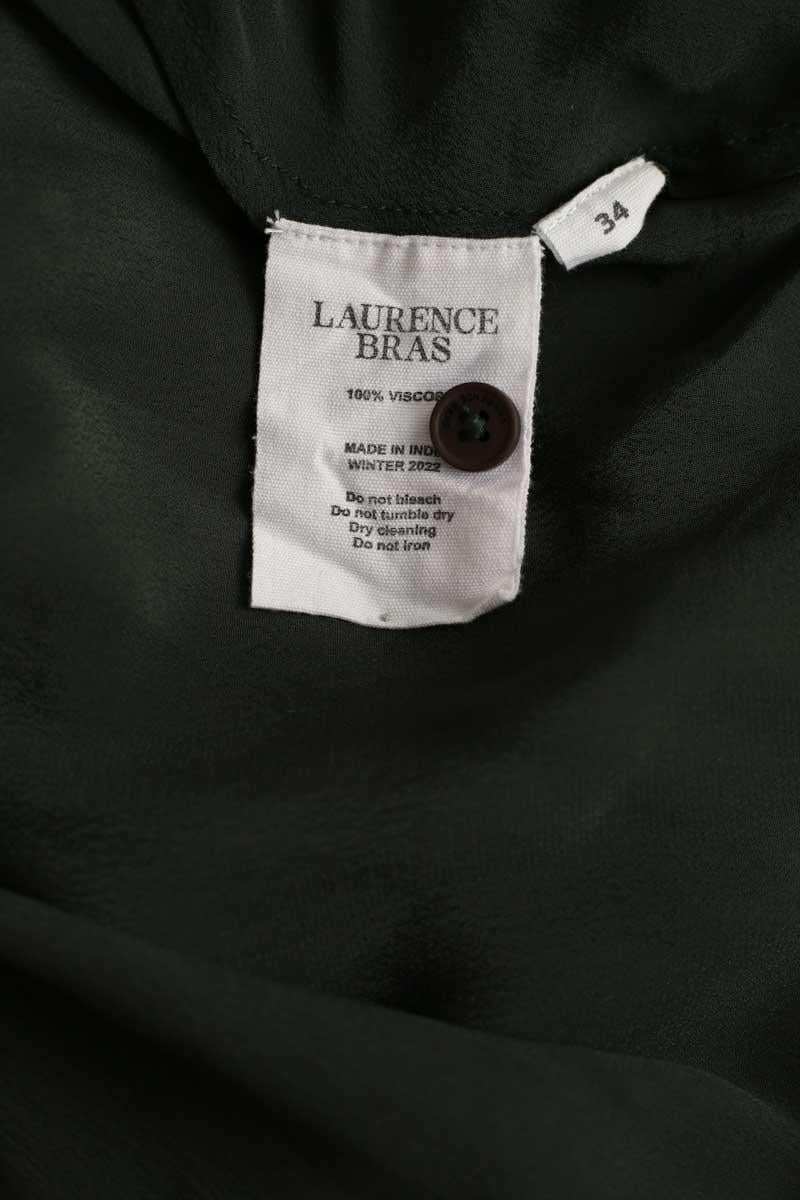 34
LAURENCE
BRAS
100% VISCOS
MADE IN INDI
WINTER 2022
Do not bleach
Do not tumble dry
Dry cleaning
Do not iron